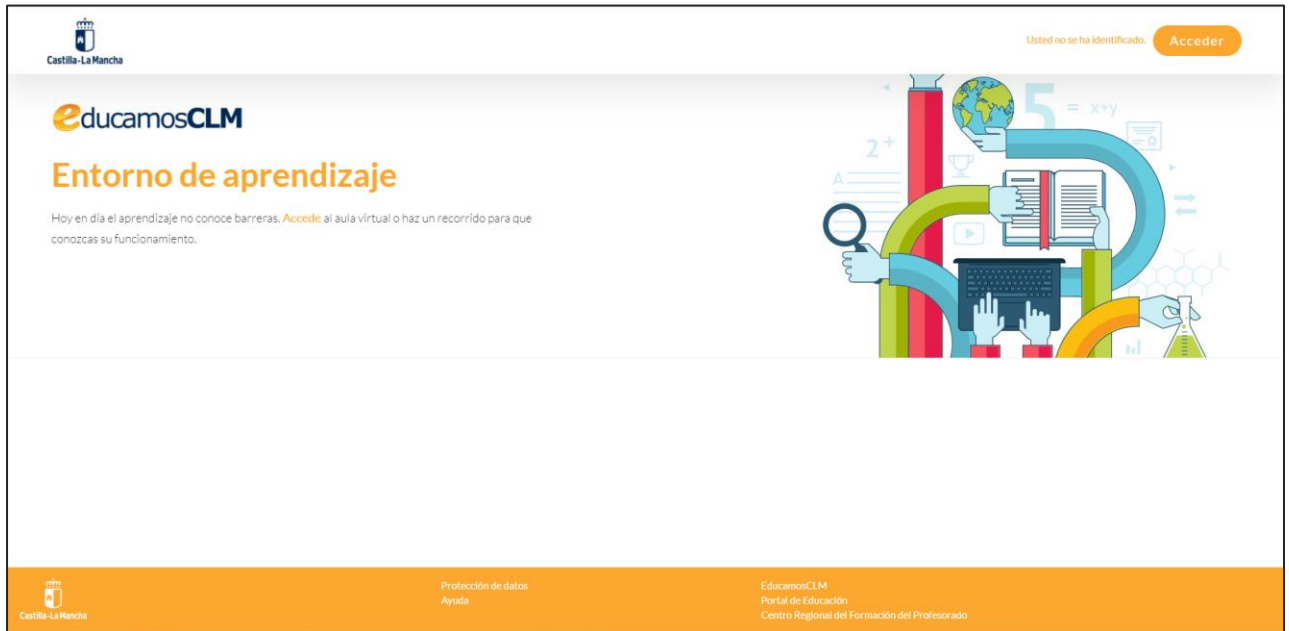 Castilla-La Mancha
Usted no se ha identificado.
Acceder
educamosCLM
Entorno de aprendizaje
Hoy en día el aprendizaje no conoce barreras. Accede al aula virtual o haz un recorrido para que
conozcas su funcionamiento.
2+
A
5 = x+y
Castilla-La Mancha
Protección de datos
Ayuda
EducamosCLM
Portal de Educación
Centro Regional del Formación del Profesorado